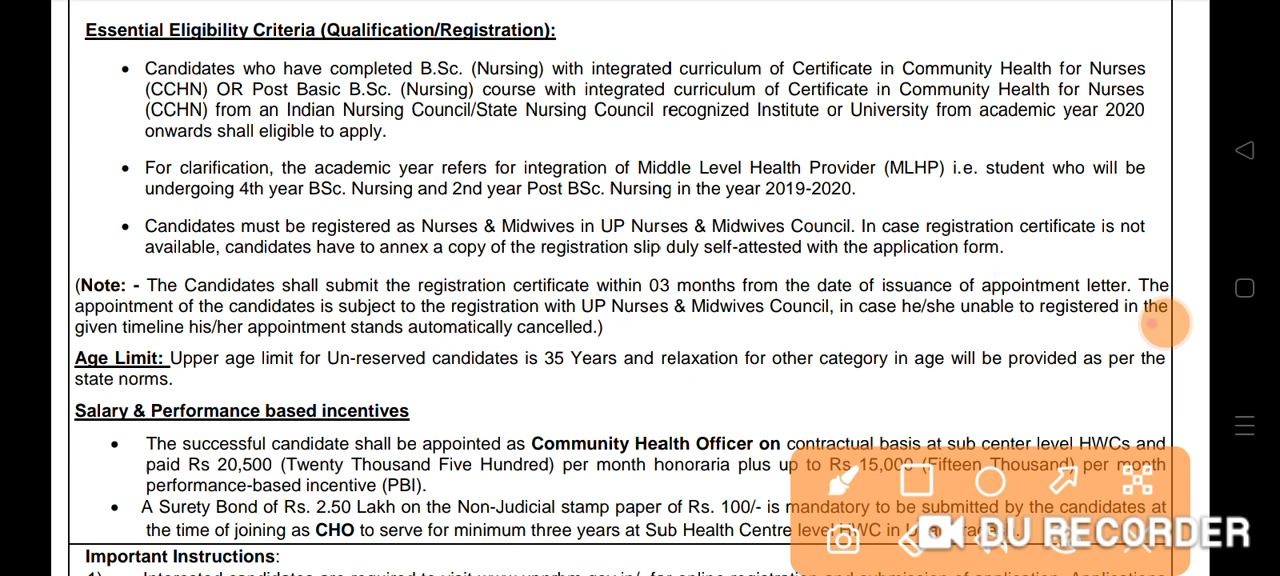 Essential Eligibility Criteria (Qualification/Registration):
• Candidates who have completed B.Sc. (Nursing) with integrated curriculum of Certificate in Community Health for Nurses
(CCHN) OR Post Basic B.Sc. (Nursing) course with integrated curriculum of Certificate in Community Health for Nurses
(CCHN) from an Indian Nursing Council/State Nursing Council recognized Institute or University from academic year 2020
onwards shall eligible to apply.
• For clarification, the academic year refers for integration of Middle Level Health Provider (MLHP) i.e. student who will be
undergoing 4th year BSc. Nursing and 2nd year Post BSc. Nursing in the year 2019-2020.
• Candidates must be registered as Nurses & Midwives in UP Nurses & Midwives Council. In case registration certificate is not
available, candidates have to annex a copy of the registration slip duly self-attested with the application form.
(Note: - The Candidates shall submit the registration certificate within 03 months from the date of issuance of appointment letter. The
appointment of the candidates is subject to the registration with UP Nurses & Midwives Council, in case he/she unable to registered in the
given timeline his/her appointment stands automatically cancelled.)
Age Limit: Upper age limit for Un-reserved candidates is 35 Years and relaxation for other category in age will be provided as per the
state norms.
Salary & Performance based incentives
• The successful candidate shall be appointed as Community Health Officer on contractual basis at sub center level HWCs and
paid Rs 20,500 (Twenty Thousand Five Hundred) per month honoraria plus up to Rs 15,000 (Fifteen Thousand) per month
performance-based incentive (PBI).
• A Surety Bond of Rs. 2.50 Lakh on the Non-Judicial stamp paper of Rs. 100/- is mandatory to be submitted by the candidates at
the time of joining as CHO to serve for minimum three years at Sub Health Centre level HWC in
DU RECORDER
Important Instructions: